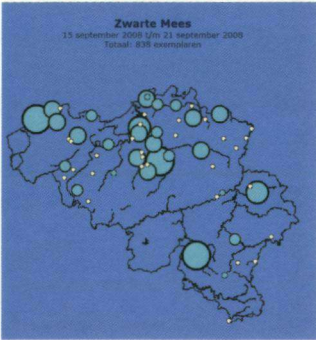 Zwarte Mees
15 september 2008 t/m 21 september 2008
Totaal: 838 exemplaren